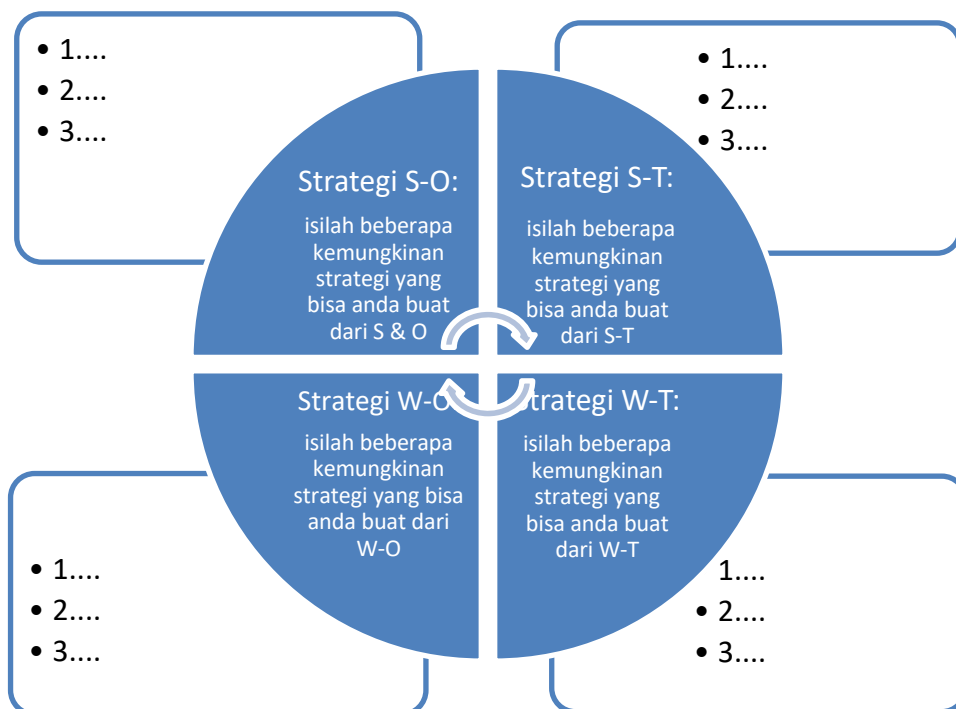 • 1....
• 2....
• 3....
• 1....
• 2....
• 3....
Strategi S-O:
isilah beberapa
kemungkinan
strategi yang
bisa anda buat
dari S & O
Strategi S-T:
isilah beberapa
kemungkinan
strategi yang
bisa anda buat
dari S-T
Strategi W-O:
isilah beberapa
kemungkinan
strategi yang bisa
anda buat dari
W-O
Strategi W-T:
isilah beberapa
kemungkinan
strategi yang
bisa anda buat
dari W-T
• 1....
• 2....
• 3....
1....
• 2....
• 3....